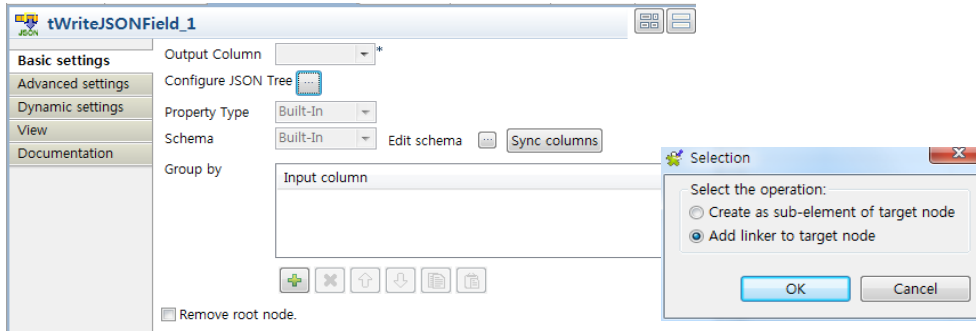 tWriteJSONField_1
JSON
Basic settings
Advanced settings
Dynamic settings
View
Documentation
Output Column *
Configure JSON Tree ...
Property Type Built-In
Schema Built-In Edit schema ... Sync columns
Group by
Input column
Remove root node.
Selection
Select the operation:
Create as sub-element of target node
Add linker to target node
OK Cancel